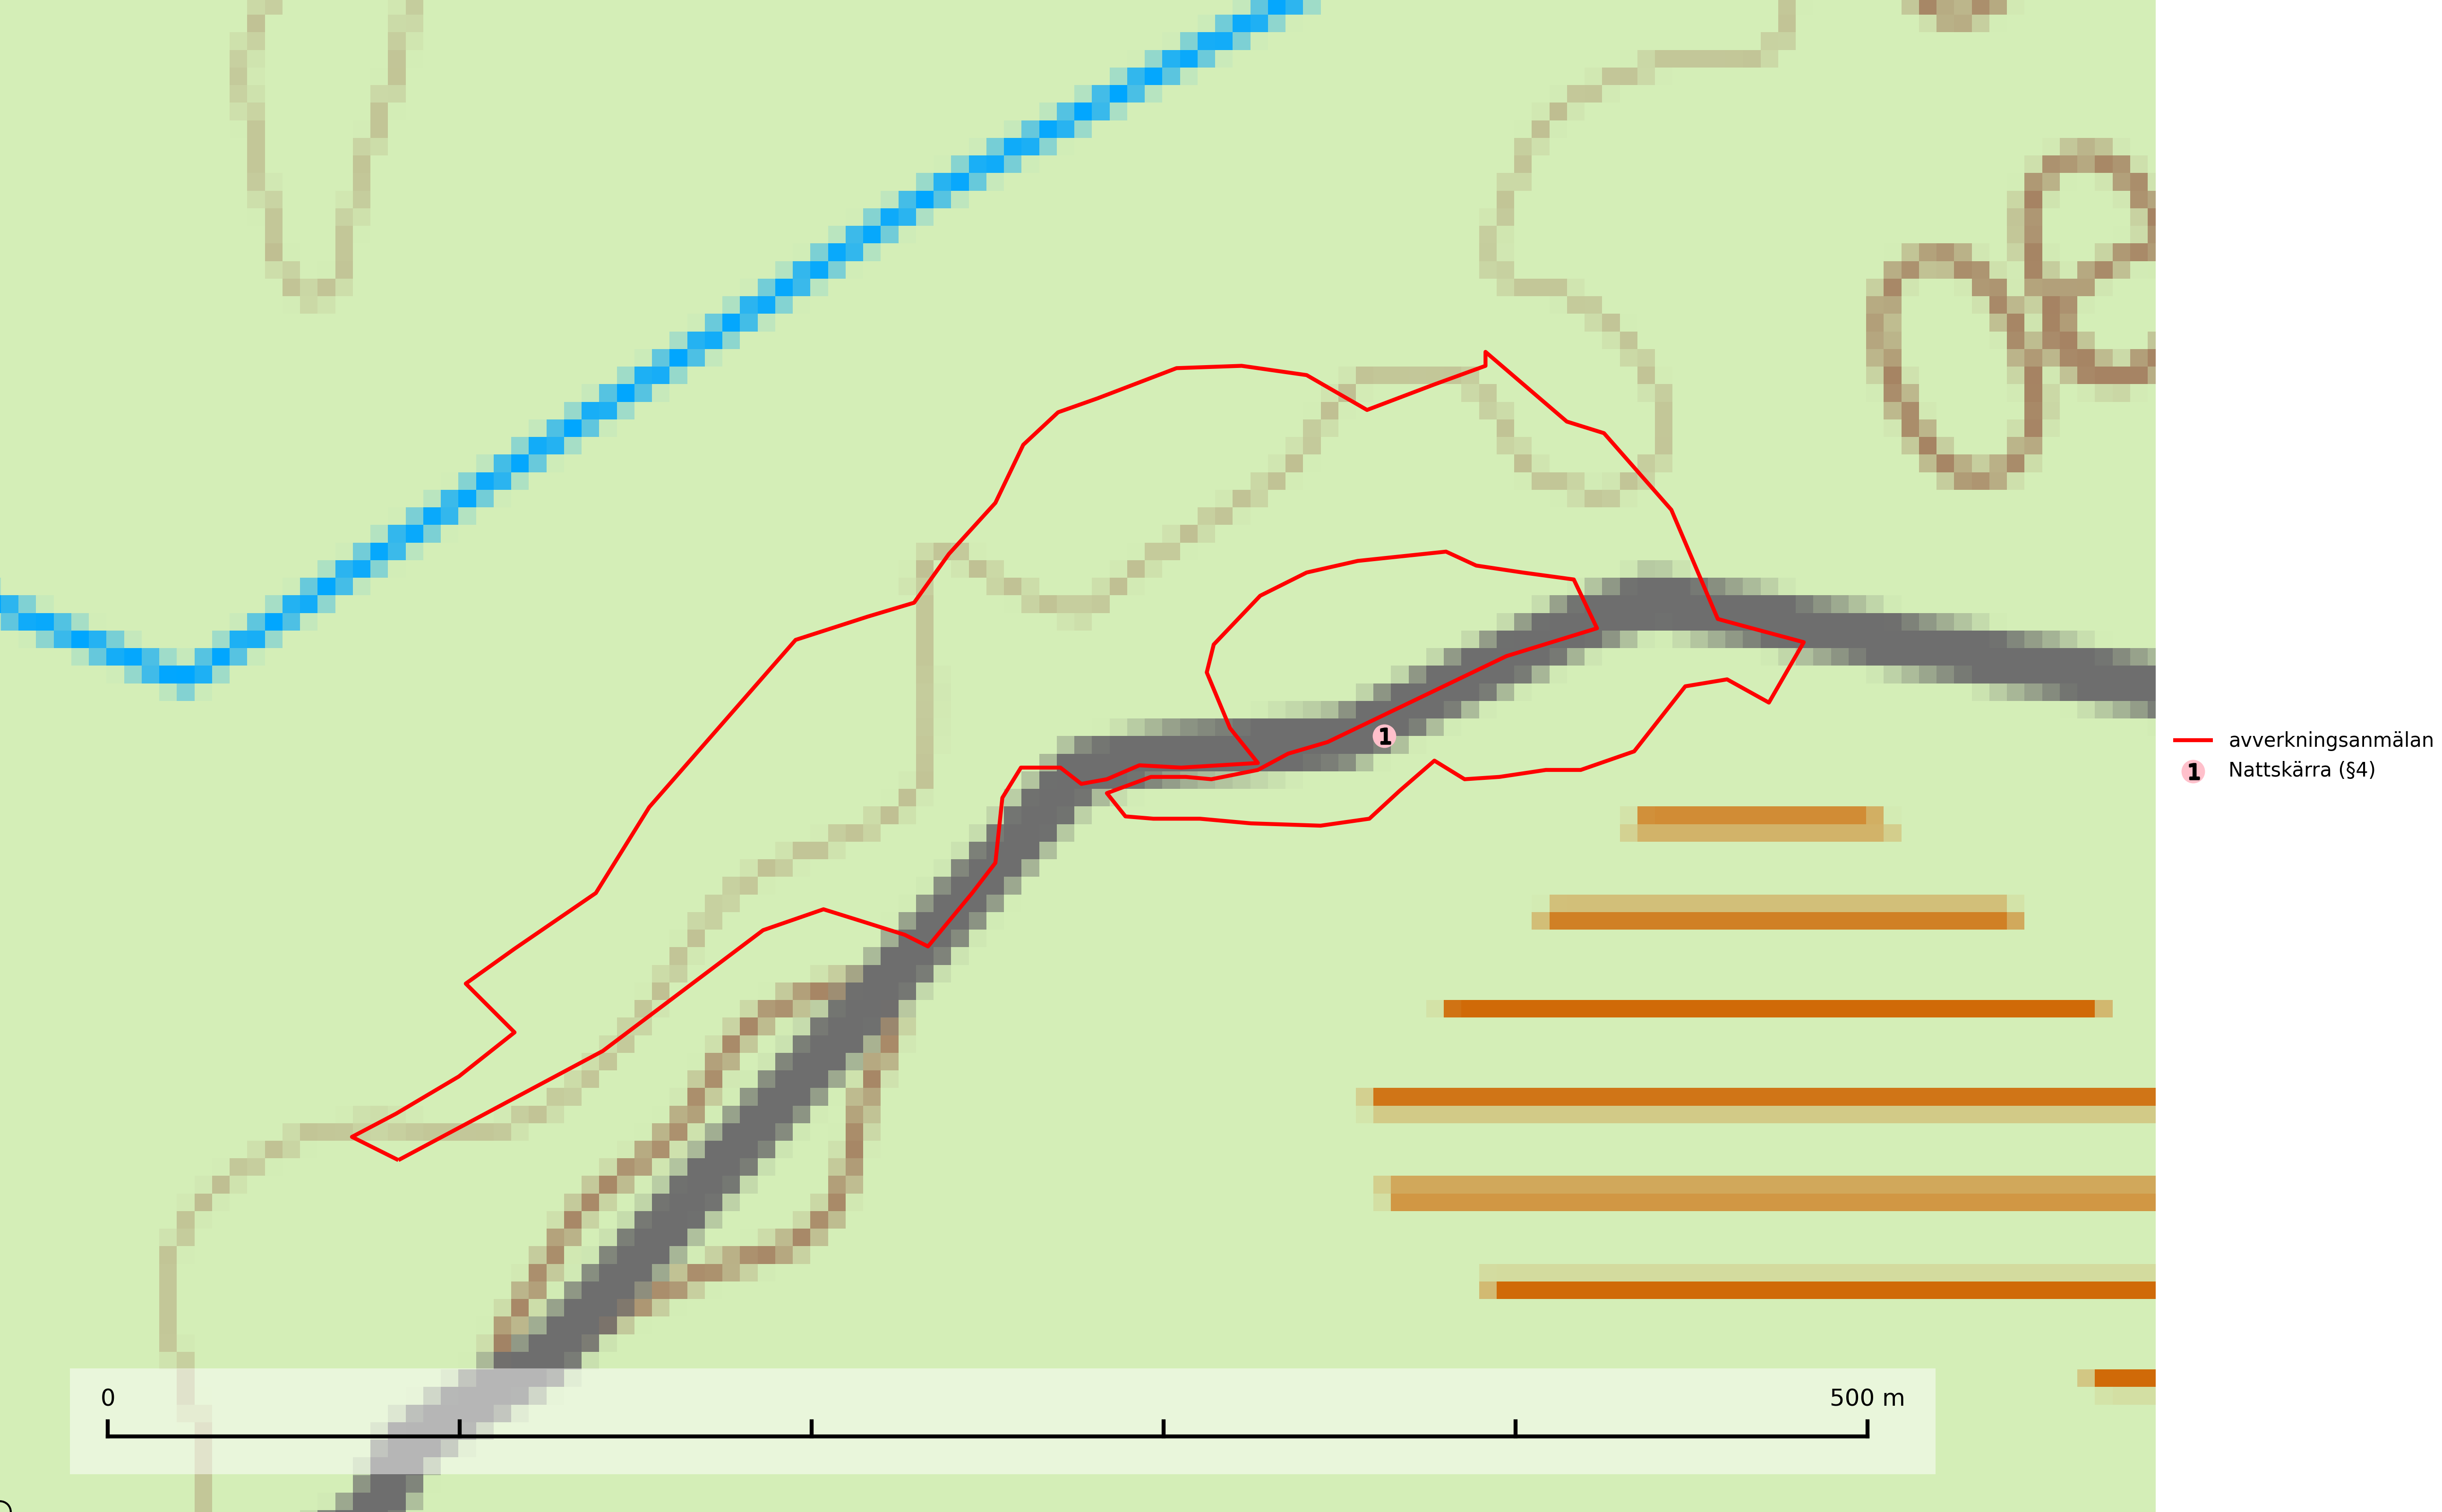 1
avverkningsanmälan
1 Nattskärra (§4)
0 500 m